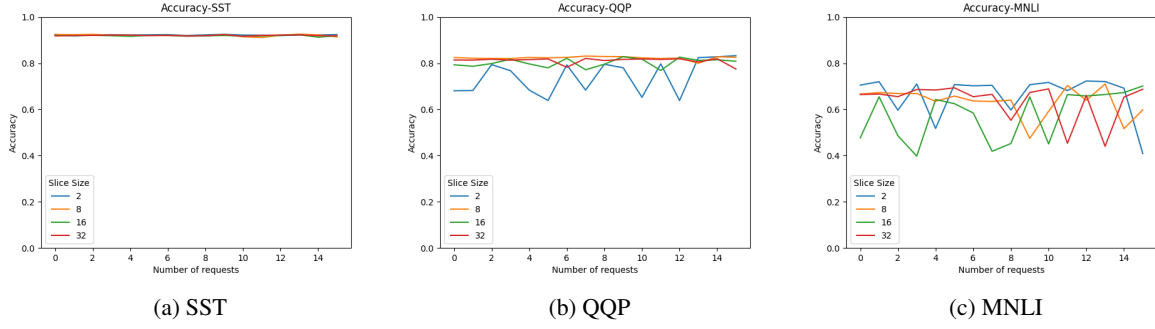 Accuracy-SST
1.0
0.8
0.6
0.4
0.2
0.0
Accuracy
Slice Size
2
8
16
32
0 2 4 6 8 10 12 14
Number of requests
(a) SST
Accuracy-QQP
1.0
0.8
0.6
0.4
0.2
0.0
Accuracy
Slice Size
2
8
16
32
0 2 4 6 8 10 12 14
Number of requests
(b) QQP
Accuracy-MNLI
1.0
0.8
0.6
0.4
0.2
0.0
Accuracy
Slice Size
2
8
16
32
0 2 4 6 8 10 12 14
Number of requests
(c) MNLI